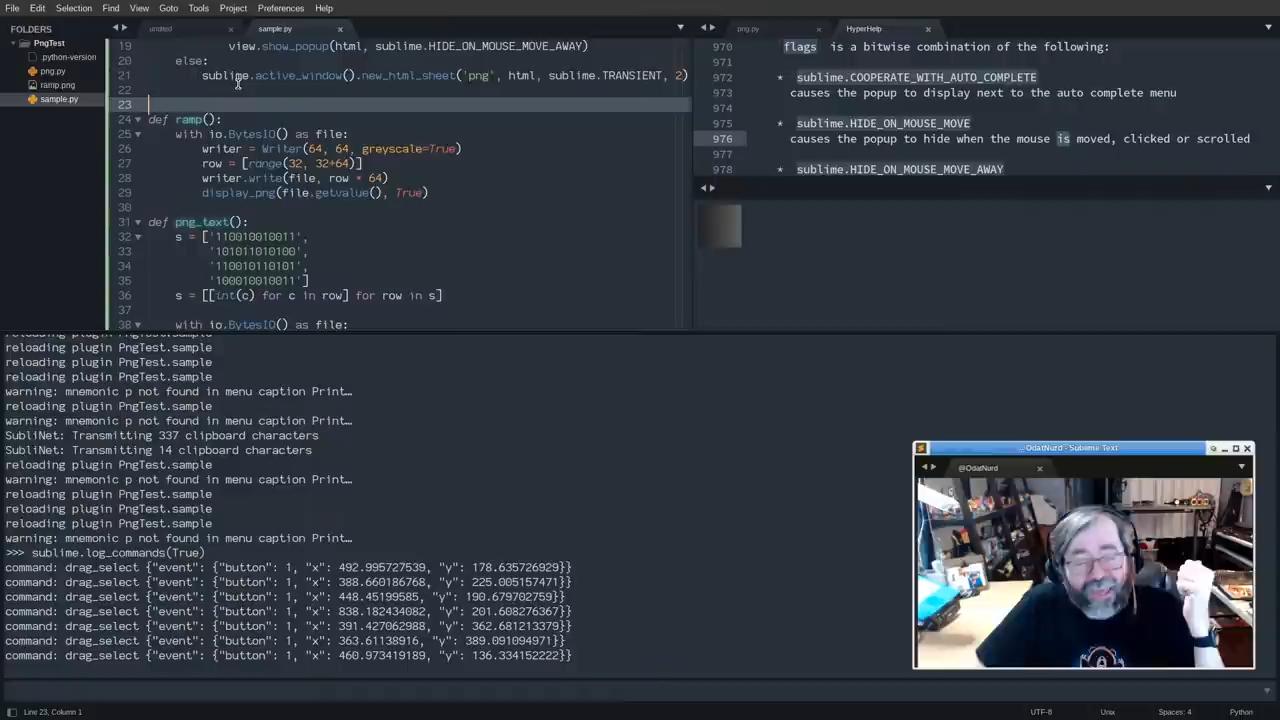 File Edit Selection Find View Goto Tools Project Preferences Help
FOLDERS
PngTest
.python-version
png.py
ramp.png
sample.py
untitled
sample.py
19 view.show_popup(html, sublime.HIDE_ON_MOUSE_MOVE_AWAY)
20 else:
21 sublime.active_window().new_html_sheet('png', html, sublime.TRANSIENT, 2)
22
23
24 def ramp():
25 with io.BytesIO() as file:
26 writer = Writer(64, 64, greyscale=True)
27 row = [range(32, 32+64)]
28 writer.write(file, row * 64)
29 display_png(file.getvalue(), True)
30
31 def png_text():
32 s = ['110010010011',
33 '101011010100',
34 '110010110101',
35 '100010010011']
36 s = [[int(c) for c in row] for row in s]
37
38 with io.BytesIO() as file:
png.py
HyperHelp
970 flags is a bitwise combination of the following:
971
972 * sublime.COOPERATE_WITH_AUTO_COMPLETE
973 causes the popup to display next to the auto complete menu
974
975 * sublime.HIDE_ON_MOUSE_MOVE
976 causes the popup to hide when the mouse is moved, clicked or scrolled
977
978 * sublime.HIDE_ON_MOUSE_MOVE_AWAY
reloading plugin PngTest.sample
reloading plugin PngTest.sample
reloading plugin PngTest.sample
reloading plugin PngTest.sample
warning: mnemonic p not found in menu caption Print…
reloading plugin PngTest.sample
warning: mnemonic p not found in menu caption Print…
SubliNet: Transmitting 337 clipboard characters
SubliNet: Transmitting 14 clipboard characters
reloading plugin PngTest.sample
warning: mnemonic p not found in menu caption Print…
reloading plugin PngTest.sample
reloading plugin PngTest.sample
reloading plugin PngTest.sample
warning: mnemonic p not found in menu caption Print…
>>> sublime.log_commands(True)
command: drag_select {"event": {"button": 1, "x": 492.995727539, "y": 178.635726929}}
command: drag_select {"event": {"button": 1, "x": 388.660186768, "y": 225.005157471}}
command: drag_select {"event": {"button": 1, "x": 448.45199585, "y": 190.679702759}}
command: drag_select {"event": {"button": 1, "x": 838.182434082, "y": 201.608276367}}
command: drag_select {"event": {"button": 1, "x": 391.427062988, "y": 362.681213379}}
command: drag_select {"event": {"button": 1, "x": 363.61138916, "y": 389.091094971}}
command: drag_select {"event": {"button": 1, "x": 460.973419189, "y": 136.334152222}}
OdatNurd - Sublime Text
@OdatNurd
Line 23, Column 1
UTF-8 Unix Spaces: 4 Python